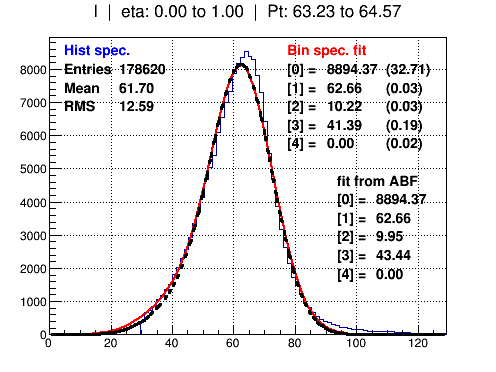 I | eta: 0.00 to 1.00 | Pt: 63.23 to 64.57
Hist spec.
Entries 178620
Mean 61.70
RMS 12.59
Bin spec. fit
[0] = 8894.37 (32.71)
[1] = 62.66 (0.03)
[2] = 10.22 (0.03)
[3] = 41.39 (0.19)
[4] = 0.00 (0.02)
fit from ABF
[0] = 8894.37
[1] = 62.66
[2] = 9.95
[3] = 43.44
[4] = 0.00
8000
7000
6000
5000
4000
3000
2000
1000
0
0 20 40 60 80 100 120